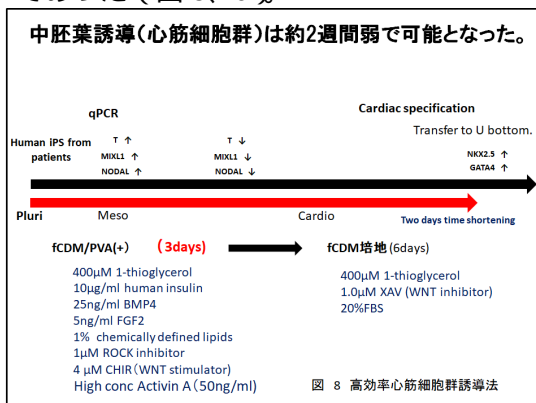 中胚葉誘導(心筋細胞群)は約2週間弱で可能となった。
qPCR
Cardiac specification
Transfer to U bottom.
Human iPS from
patients
T ↑
MIXL1 ↑
NODAL ↑
T ↓
MIXL1 ↓
NODAL ↓
NKX2.5 ↑
GATA4 ↑
Pluri
Meso
Cardio
Two days time shortening
fCDM/PVA(+) (3days)
fCDM培地(6days)
400μM 1-thioglycerol
10μg/ml human insulin
25ng/ml BMP4
5ng/ml FGF2
1% chemically defined lipids
1μM ROCK inhibitor
4 μM CHIR(WNT stimulator)
High conc Activin A(50ng/ml)
400μM 1-thioglycerol
1.0μM XAV (WNT inhibitor)
20%FBS
図 8 高効率心筋細胞群誘導法